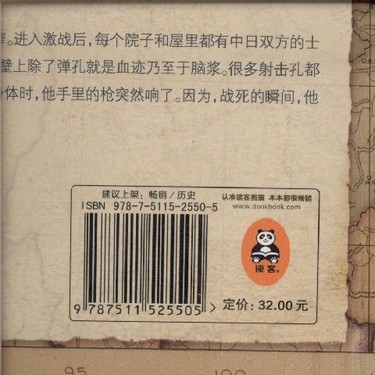 。进入激战后，每个院子和屋里都有中日双方的士
壁上除了弹孔就是血迹乃至于脑浆。很多射击孔都
体时，他手里的枪突然响了。因为，战死的瞬间，他
建议上架：畅销/历史
ISBN 978-7-5115-2550-5
认准读客熊猫 本本都很畅销
www.dookbook.com
读客®
9 787511 525505 >
定价：32.00元
95
100